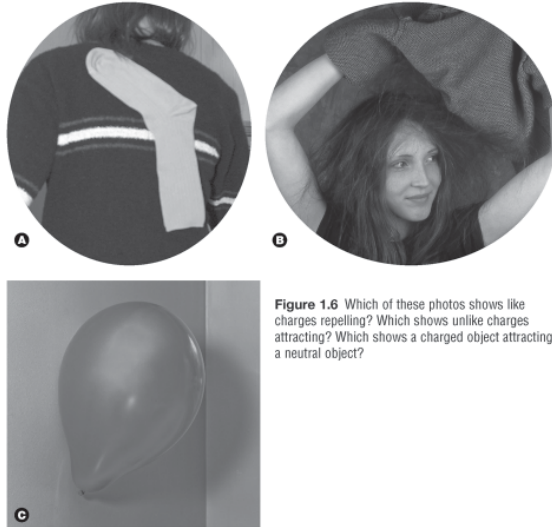 A
B
C
Figure 1.6 Which of these photos shows like
charges repelling? Which shows unlike charges
attracting? Which shows a charged object attracting
a neutral object?